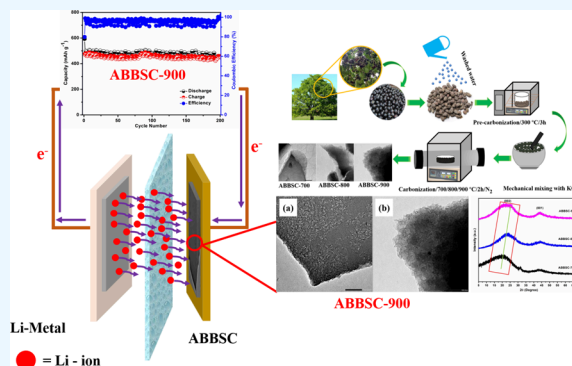 800
600
400
200
0
100
80
60
40
20
0
Capacity (mAh g⁻¹)
Coulombic Efficiency (%)
ABBSC-900
Discharge
Charge
Efficiency
0 50 100 150 200
Cycle Number
e⁻
e⁻
Li-Metal
ABBSC
= Li - ion
Washed
water
Pre-carbonization/300 °C/2h
Mechanical mixing with K
Carbonization/700/800/900 °C/2h/N₂
ABBSC-700
ABBSC-800
ABBSC-900
(a)
(b)
ABBSC-900
Intensity (a.u.)